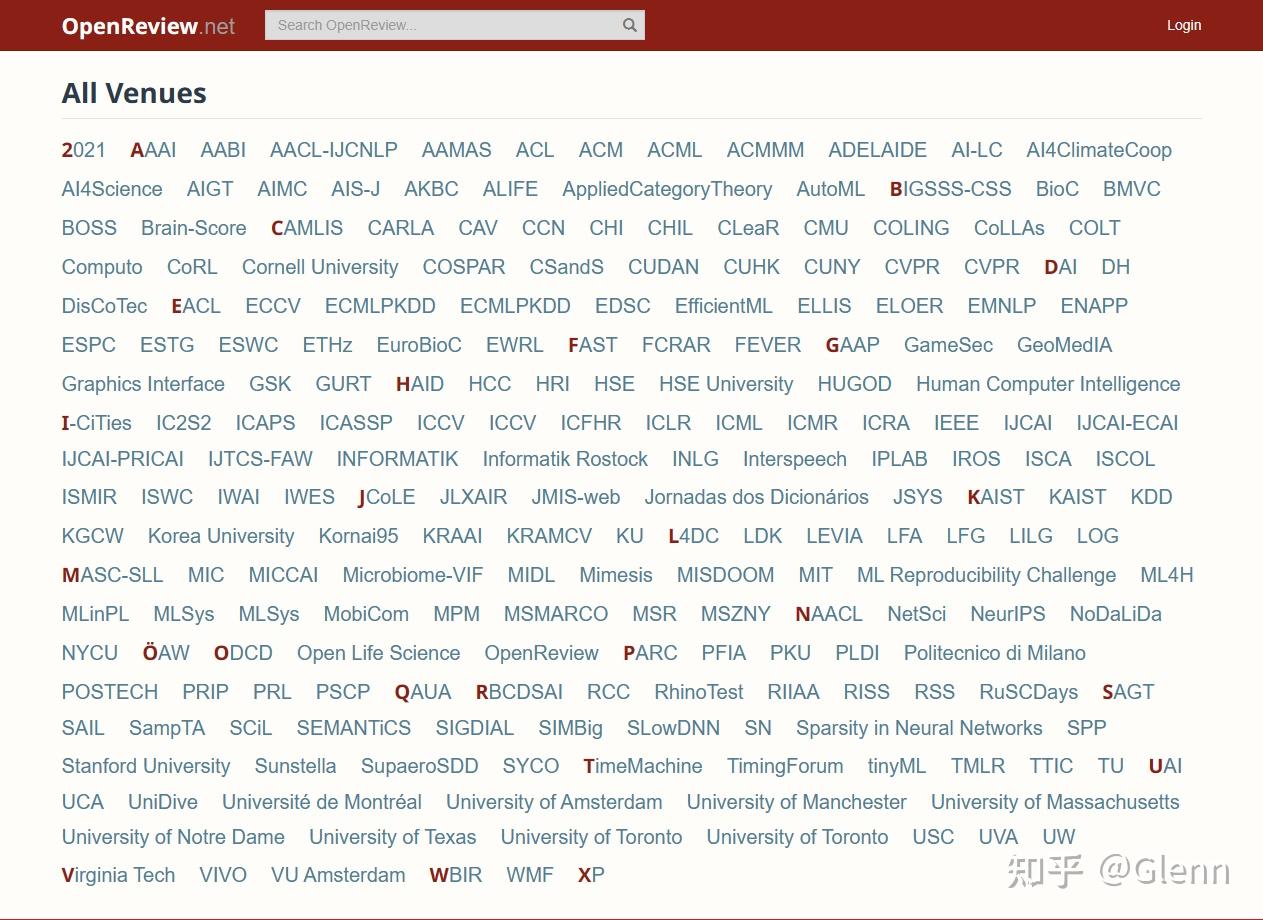 OpenReview.net Search OpenReview... Login
All Venues
2021 AAAI AABI AACL-IJCNLP AAMAS ACL ACM ACML ACMMM ADELAIDE AI-LC AI4ClimateCoop
AI4Science AIGT AIMC AIS-J AKBC ALIFE AppliedCategoryTheory AutoML BIGSSS-CSS BioC BMVC
BOSS Brain-Score CAMLIS CARLA CAV CCN CHI CHIL CLeaR CMU COLING CoLLAs COLT
Computo CoRL Cornell University COSPAR CSandS CUDAN CUHK CUNY CVPR CVPR DAI DH
DisCoTec EACL ECCV ECMLPKDD ECMLPKDD EDSC EfficientML ELLIS ELOER EMNLP ENAPP
ESPC ESTG ESWC ETHz EuroBioC EWRL FAST FCRAR FEVER GAAP GameSec GeoMedIA
Graphics Interface GSK GURT HAID HCC HRI HSE HSE University HUGOD Human Computer Intelligence
I-CiTies IC2S2 ICAPS ICASSP ICCV ICCV ICFHR ICLR ICML ICMR ICRA IEEE IJCAI IJCAI-ECAI
IJCAI-PRICAI IJTCS-FAW INFORMATIK Informatik Rostock INLG Interspeech IPLAB IROS ISCA ISCOL
ISMIR ISWC IWAI IWES JCoLE JLXAIR JMIS-web Jornadas dos Dicionários JSYS KAIST KAIST KDD
KGCW Korea University Kornai95 KRAAI KRAMCV KU L4DC LDK LEVIA LFA LFG LILG LOG
MASC-SLL MIC MICCAI Microbiome-VIF MIDL Mimesis MISDOOM MIT ML Reproducibility Challenge ML4H
MLinPL MLSys MLSys MobiCom MPM MSMARCO MSR MSZNY NAACL NetSci NeurIPS NoDaLiDa
NYCU ÖAW ODCD Open Life Science OpenReview PARC PFIA PKU PLDI Politecnico di Milano
POSTECH PRIP PRL PSCP QAUA RBCDSAI RCC RhinoTest RIIAA RISS RSS RuSCDays SAGT
SAIL SampTA SCiL SEMANTiCS SIGDIAL SIMBig SLowDNN SN Sparsity in Neural Networks SPP
Stanford University Sunstella SupaeroSDD SYCO TimeMachine TimingForum tinyML TMLR TTIC TU UAI
UCA UniDive Université de Montréal University of Amsterdam University of Manchester University of Massachusetts
University of Notre Dame University of Texas University of Toronto University of Toronto USC UVA UW
Virginia Tech VIVO VU Amsterdam WBIR WMF XP
知乎 @Glenn